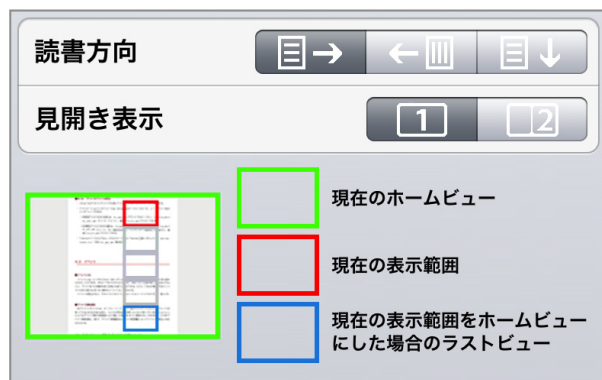 読書方向
見開き表示
1
2
現在のホームビュー
現在の表示範囲
現在の表示範囲をホームビュー
にした場合のラストビュー